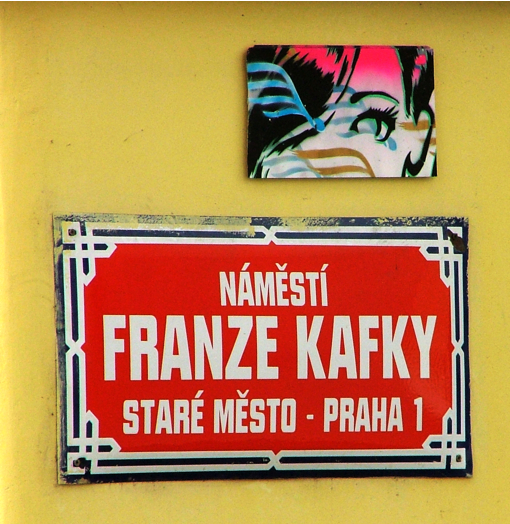 NÁMĚSTÍ
FRANZE KAFKY
STARÉ MĚSTO - PRAHA 1